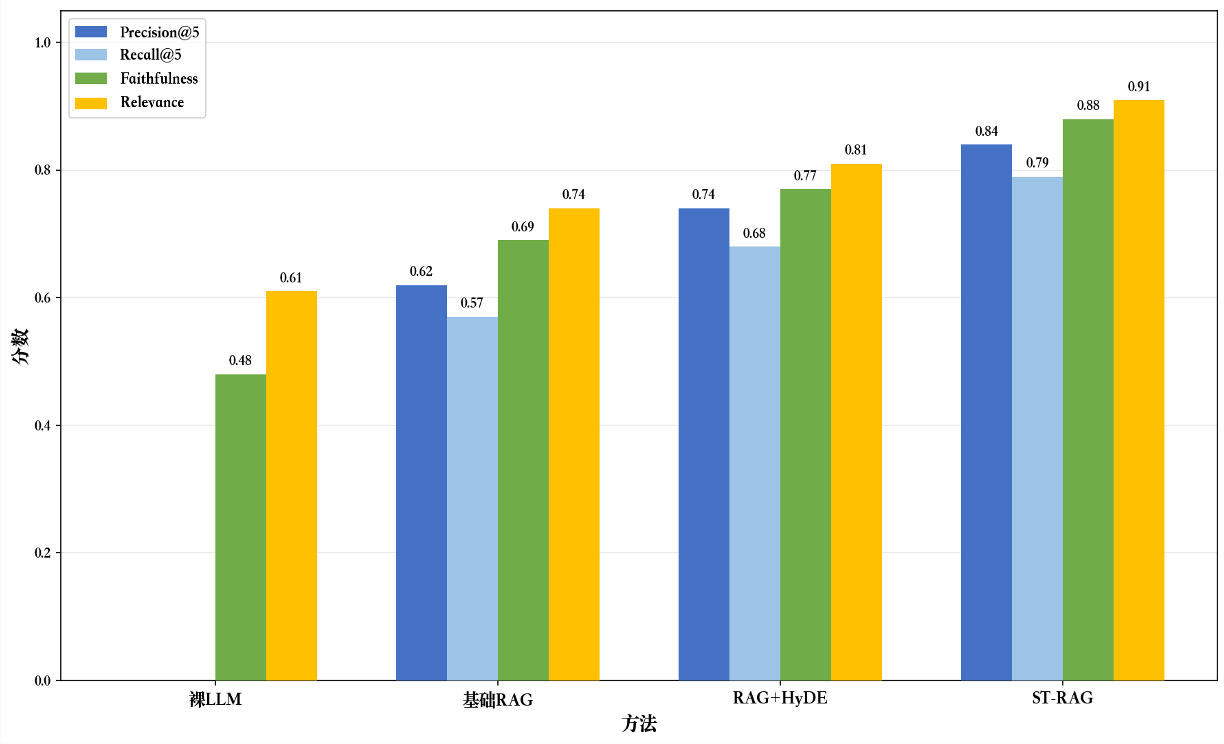 Precision@5
Recall@5
Faithfulness
Relevance
1.0
0.8
0.6
0.4
0.2
0.0
分数
0.48
0.61
0.62
0.57
0.69
0.74
0.74
0.68
0.77
0.81
0.84
0.79
0.88
0.91
裸LLM
基础RAG
RAG+HyDE
ST-RAG
方法